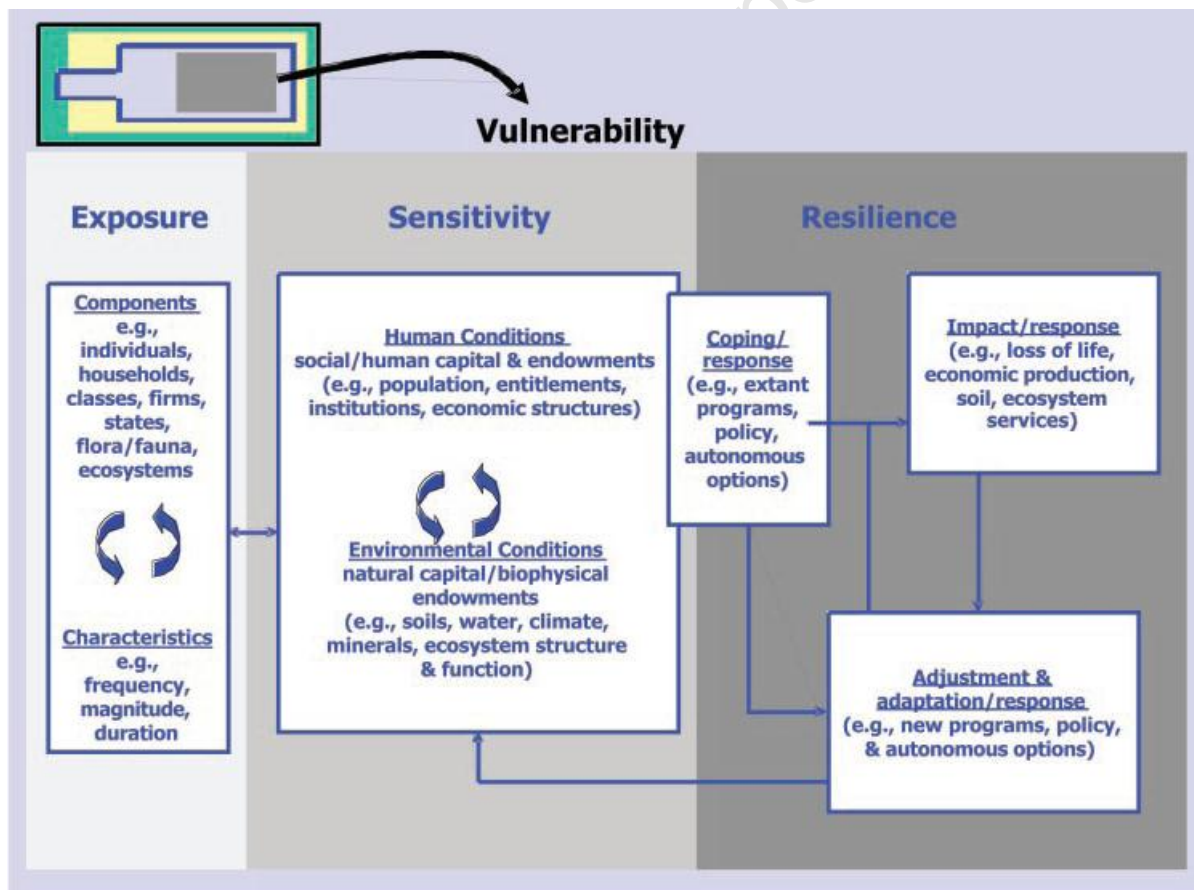 Vulnerability
Exposure
Sensitivity
Resilience
Components
e.g.,
individuals,
households,
classes, firms,
states,
flora/fauna,
ecosystems
Characteristics
e.g.,
frequency,
magnitude,
duration
Human Conditions
social/human capital & endowments
(e.g., population, entitlements,
institutions, economic structures)
Environmental Conditions
natural capital/biophysical
endowments
(e.g., soils, water, climate,
minerals, ecosystem structure
& function)
Coping/
response
(e.g., extant
programs,
policy,
autonomous
options)
Impact/response
(e.g., loss of life,
economic production,
soil, ecosystem
services)
Adjustment &
adaptation/response
(e.g., new programs, policy,
& autonomous options)